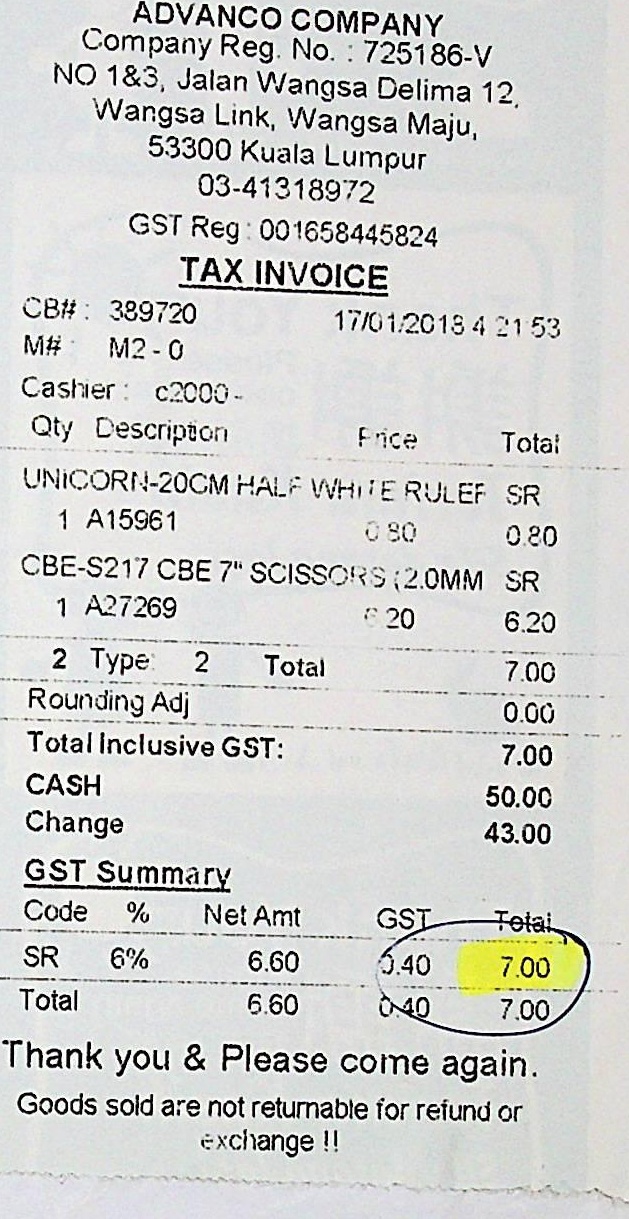 ADVANCO COMPANY
Company Reg. No. : 725186-V
NO 1&3, Jalan Wangsa Delima 12,
Wangsa Link, Wangsa Maju,
53300 Kuala Lumpur
03-41318972
GST Reg : 001658445824
TAX INVOICE
CB# : 389720 17/01/2018 4:21:53
M# : M2 - 0
Cashier : c2000 -
Qty Description Price Total
UNICORN-20CM HALF WHITE RULER SR
1 A15961 0.80 0.80
CBE-S217 CBE 7" SCISSORS (2.0MM SR
1 A27269 6.20 6.20
2 Type: 2 Total 7.00
Rounding Adj 0.00
Total Inclusive GST: 7.00
CASH 50.00
Change 43.00
GST Summary
Code % Net Amt GST Total
SR 6% 6.60 0.40 7.00
Total 6.60 0.40 7.00
Thank you & Please come again.
Goods sold are not returnable for refund or
exchange !!